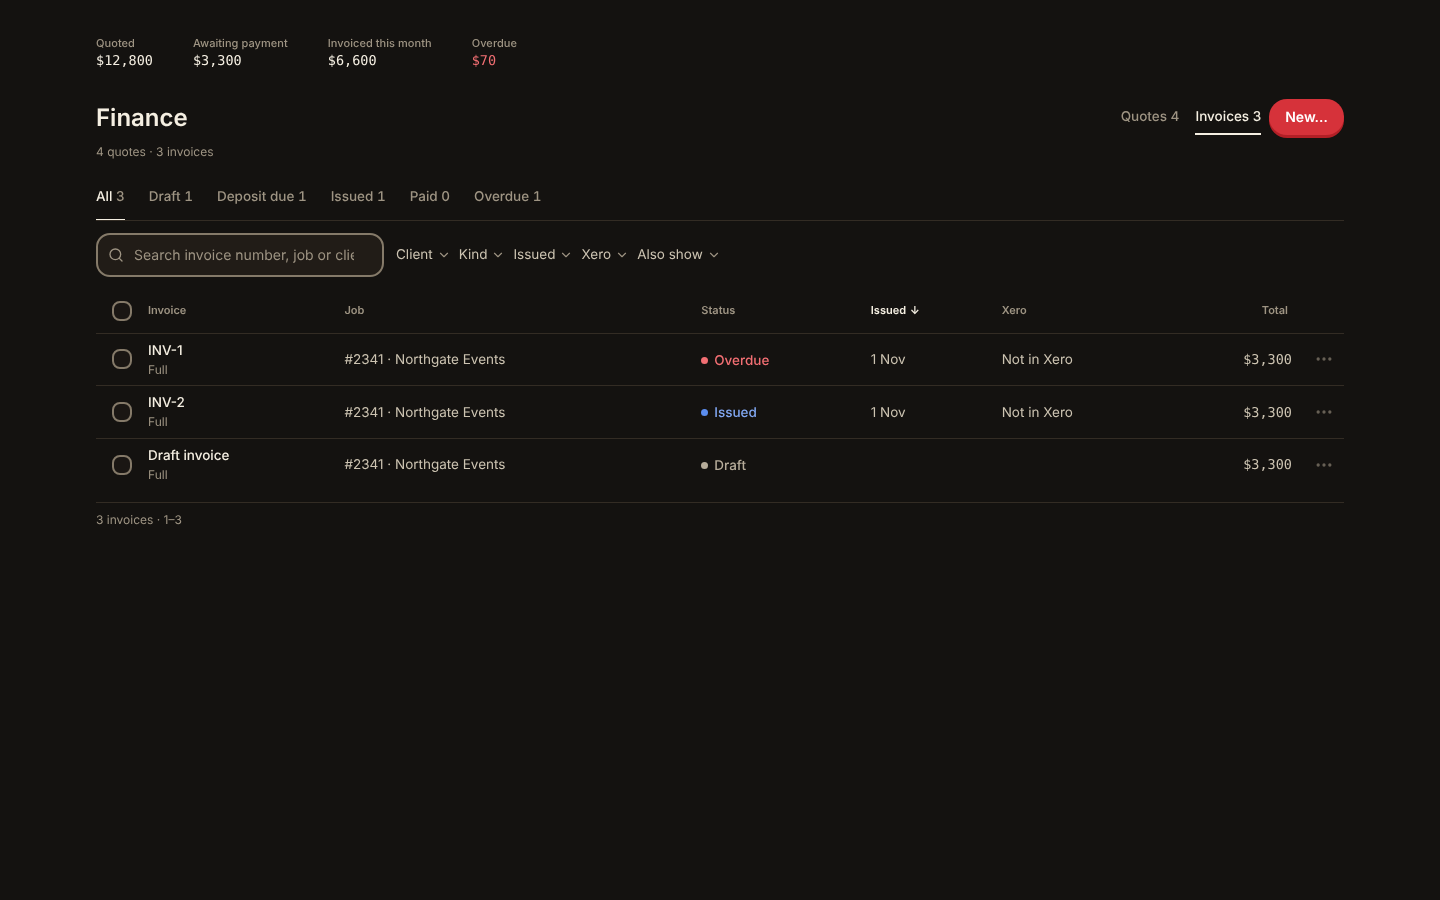 Quoted Awaiting payment Invoiced this month Overdue
$12,800 $3,300 $6,600 $70
Finance
Quotes 4 Invoices 3 New...
4 quotes · 3 invoices
All 3 Draft 1 Deposit due 1 Issued 1 Paid 0 Overdue 1
Search invoice number, job or clie Client Kind Issued Xero Also show
Invoice Job Status Issued ↓ Xero Total
INV-1
Full
#2341 · Northgate Events Overdue 1 Nov Not in Xero $3,300
INV-2
Full
#2341 · Northgate Events Issued 1 Nov Not in Xero $3,300
Draft invoice
Full
#2341 · Northgate Events Draft $3,300
3 invoices · 1–3